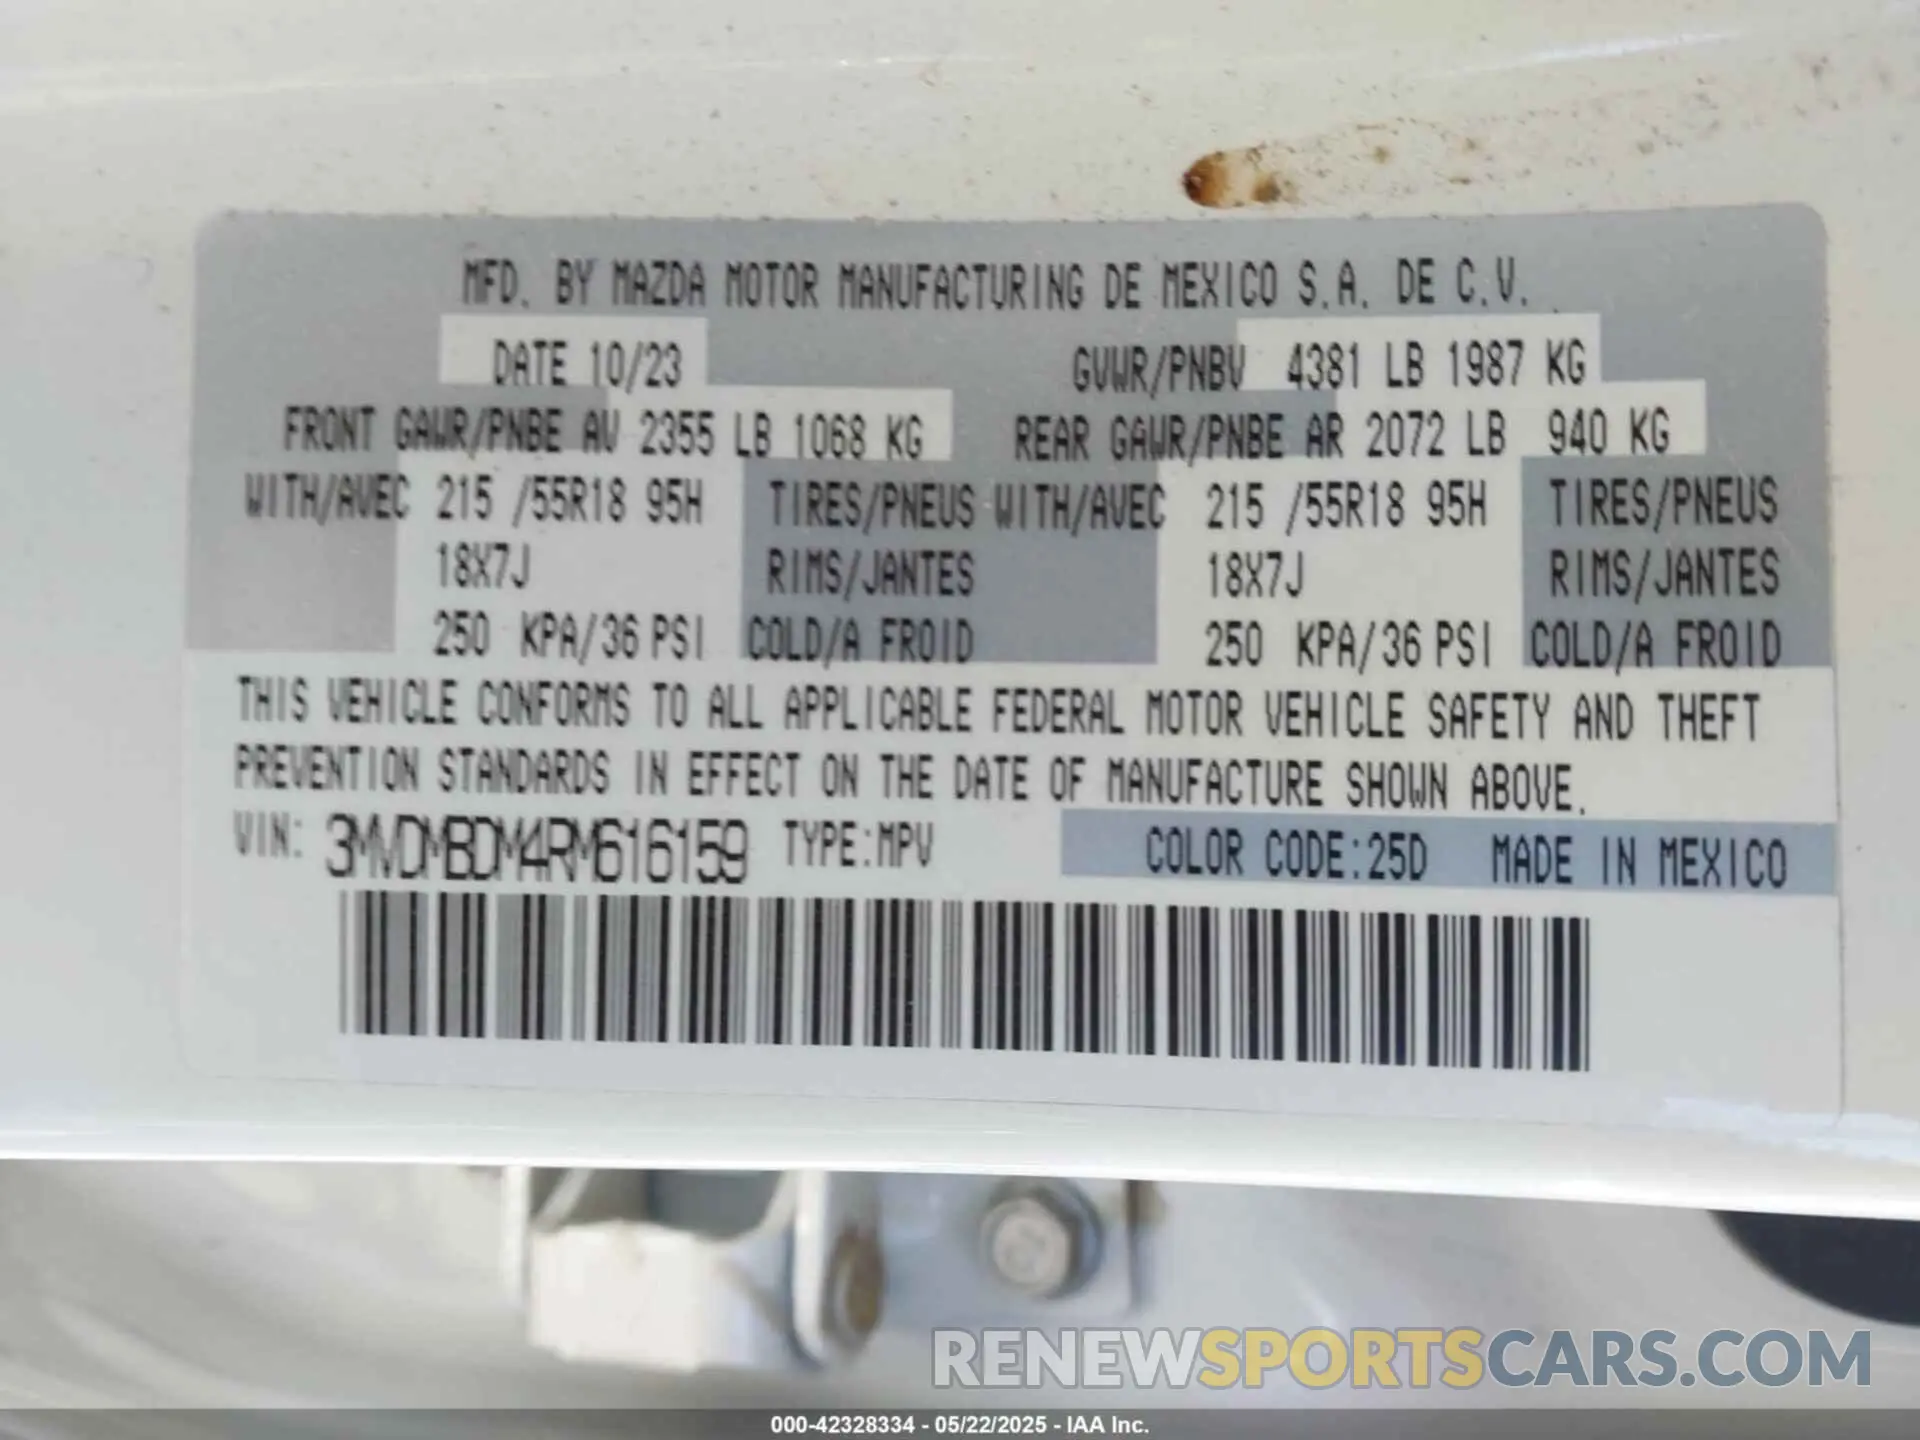 MFD. BY MAZDA MOTOR MANUFACTURING DE MEXICO S.A. DE C.V.
DATE 10/23 GVWR/PNBV 4381 LB 1987 KG
FRONT GAWR/PNBE AV 2355 LB 1068 KG REAR GAWR/PNBE AR 2072 LB 940 KG
WITH/AVEC 215 /55R18 95H TIRES/PNEUS WITH/AVEC 215 /55R18 95H TIRES/PNEUS
18X7J RIMS/JANTES 18X7J RIMS/JANTES
250 KPA/36 PSI COLD/A FROID 250 KPA/36 PSI COLD/A FROID
THIS VEHICLE CONFORMS TO ALL APPLICABLE FEDERAL MOTOR VEHICLE SAFETY AND THEFT
PREVENTION STANDARDS IN EFFECT ON THE DATE OF MANUFACTURE SHOWN ABOVE.
VIN: 3MVDMBDM4RM616159 TYPE:MPV COLOR CODE:25D MADE IN MEXICO
RENEWSPORTSCARS.COM
000-42328334 - 05/22/2025 - IAA Inc.